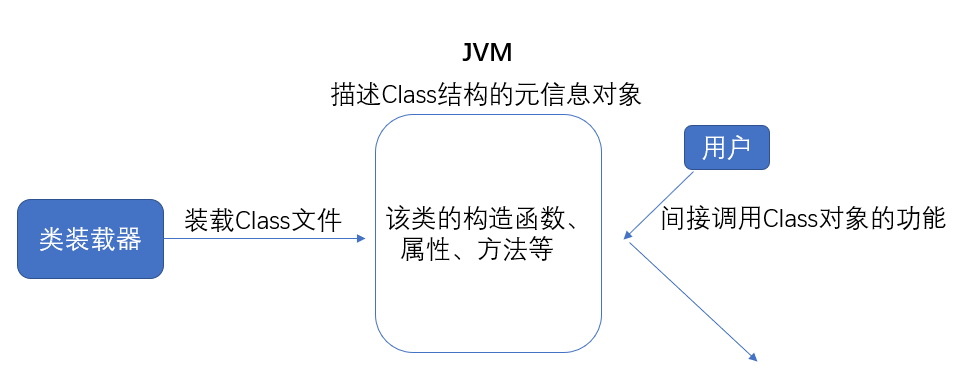 JVM
描述Class结构的元信息对象
用户
类装载器
装载Class文件
该类的构造函数、
属性、方法等
间接调用Class对象的功能